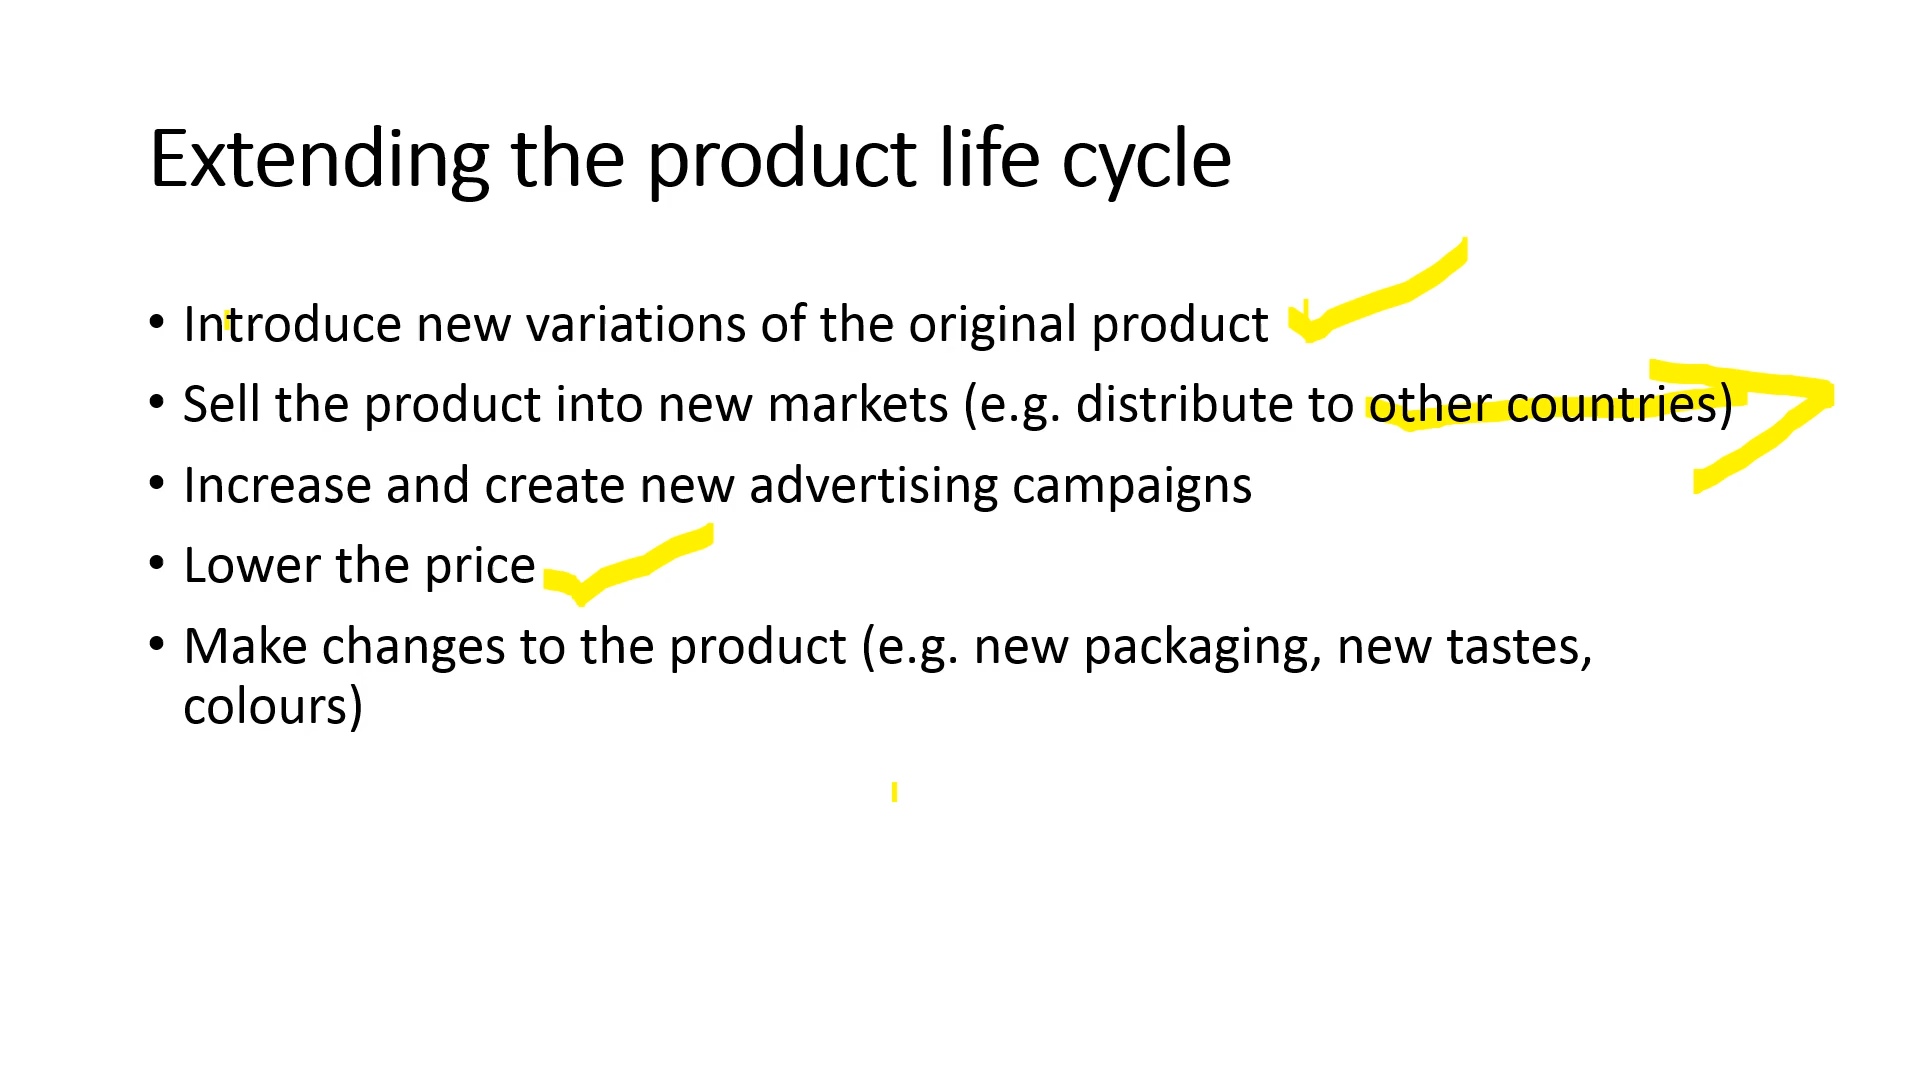 Extending the product life cycle
• Introduce new variations of the original product
• Sell the product into new markets (e.g. distribute to other countries)
• Increase and create new advertising campaigns
• Lower the price
• Make changes to the product (e.g. new packaging, new tastes,
colours)